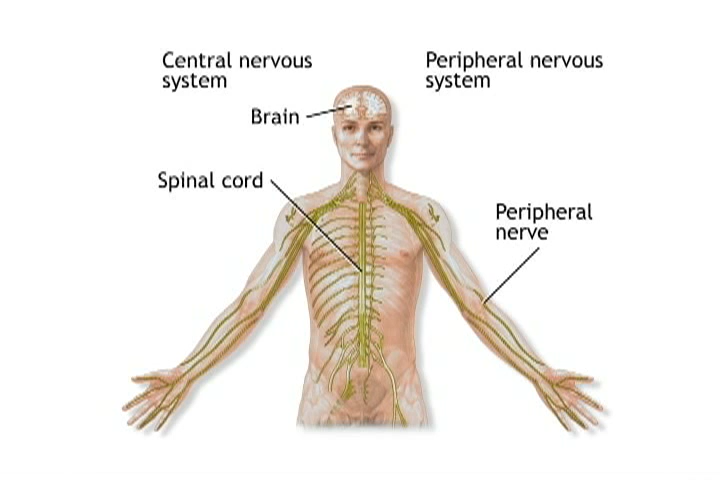 Central nervous
system
Peripheral nervous
system
Brain
Spinal cord
Peripheral
nerve